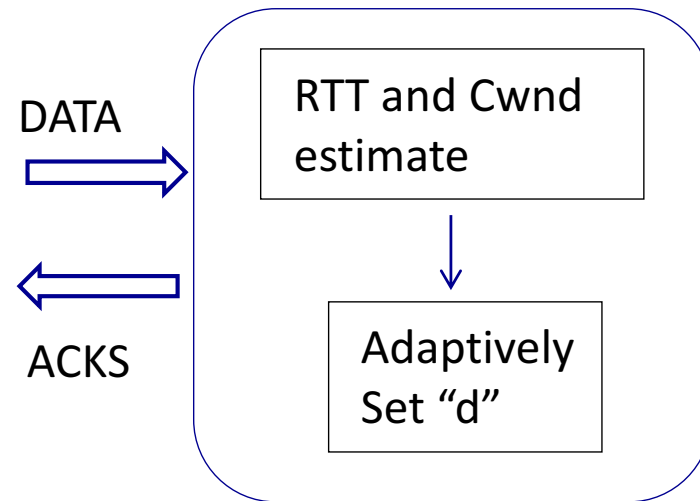 DATA
ACKS
RTT and Cwnd
estimate
Adaptively
Set “d”